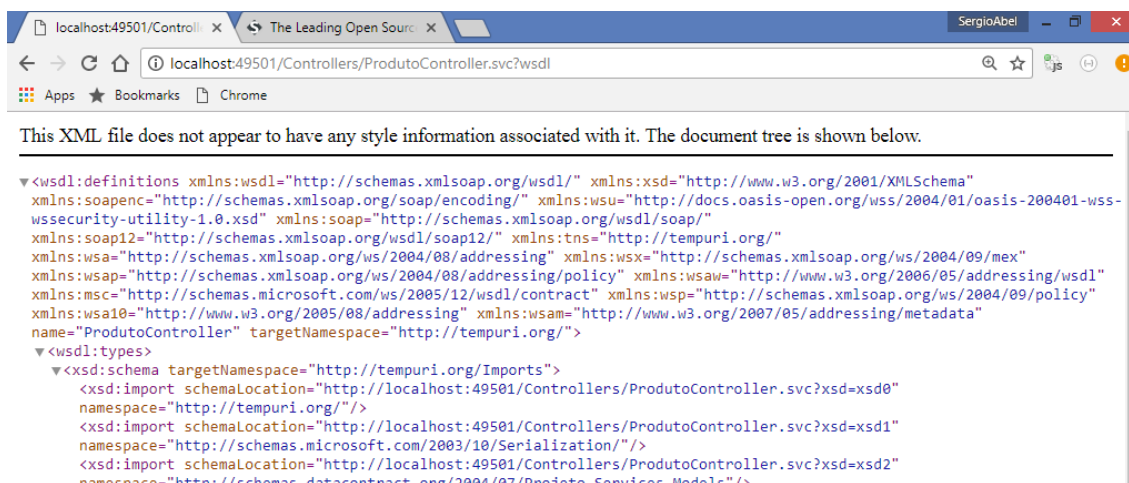 localhost:49501/Controll
The Leading Open Sourc
SergioAbel
localhost:49501/Controllers/ProdutoController.svc?wsdl
js
Apps Bookmarks Chrome
This XML file does not appear to have any style information associated with it. The document tree is shown below.
▼<wsdl:definitions xmlns:wsdl="http://schemas.xmlsoap.org/wsdl/" xmlns:xsd="http://www.w3.org/2001/XMLSchema"
xmlns:soapenc="http://schemas.xmlsoap.org/soap/encoding/" xmlns:wsu="http://docs.oasis-open.org/wss/2004/01/oasis-200401-wss-
wssecurity-utility-1.0.xsd" xmlns:soap="http://schemas.xmlsoap.org/wsdl/soap/"
xmlns:soap12="http://schemas.xmlsoap.org/wsdl/soap12/" xmlns:tns="http://tempuri.org/"
xmlns:wsa="http://schemas.xmlsoap.org/ws/2004/08/addressing" xmlns:wsx="http://schemas.xmlsoap.org/ws/2004/09/mex"
xmlns:wsap="http://schemas.xmlsoap.org/ws/2004/08/addressing/policy" xmlns:wsaw="http://www.w3.org/2006/05/addressing/wsdl"
xmlns:msc="http://schemas.microsoft.com/ws/2005/12/wsdl/contract" xmlns:wsp="http://schemas.xmlsoap.org/ws/2004/09/policy"
xmlns:wsa10="http://www.w3.org/2005/08/addressing" xmlns:wsam="http://www.w3.org/2007/05/addressing/metadata"
name="ProdutoController" targetNamespace="http://tempuri.org/">
▼<wsdl:types>
▼<xsd:schema targetNamespace="http://tempuri.org/Imports">
<xsd:import schemaLocation="http://localhost:49501/Controllers/ProdutoController.svc?xsd=xsd0"
namespace="http://tempuri.org/"/>
<xsd:import schemaLocation="http://localhost:49501/Controllers/ProdutoController.svc?xsd=xsd1"
namespace="http://schemas.microsoft.com/2003/10/Serialization/"/>
<xsd:import schemaLocation="http://localhost:49501/Controllers/ProdutoController.svc?xsd=xsd2"
namespace="http://schemas.datacontract.org/2004/07/Projeto.Services.Models"/>